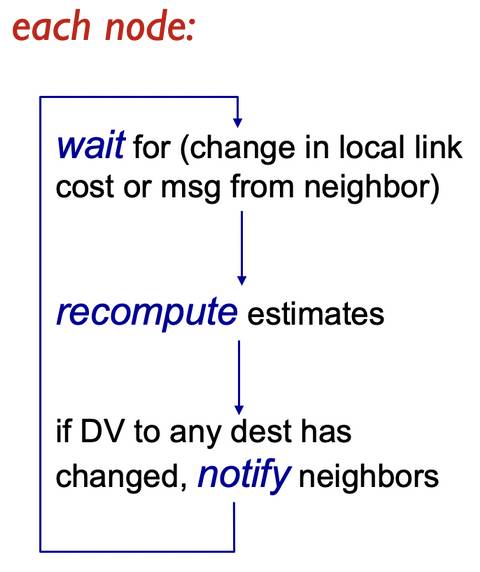 each node:
wait for (change in local link
cost or msg from neighbor)
recompute estimates
if DV to any dest has
changed, notify neighbors